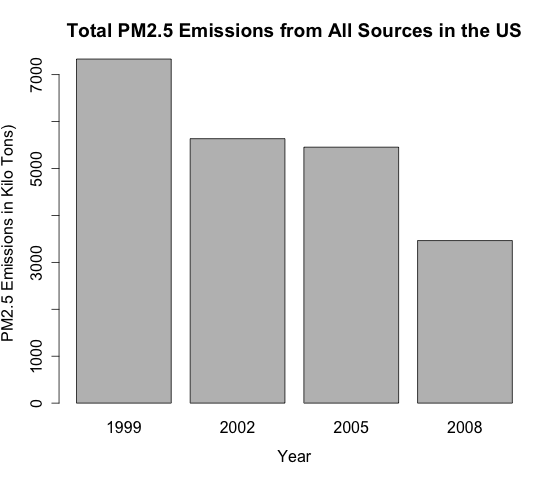 Total PM2.5 Emissions from All Sources in the US
PM2.5 Emissions in Kilo Tons)
7000
5000
3000
1000
0
1999 2002 2005 2008
Year